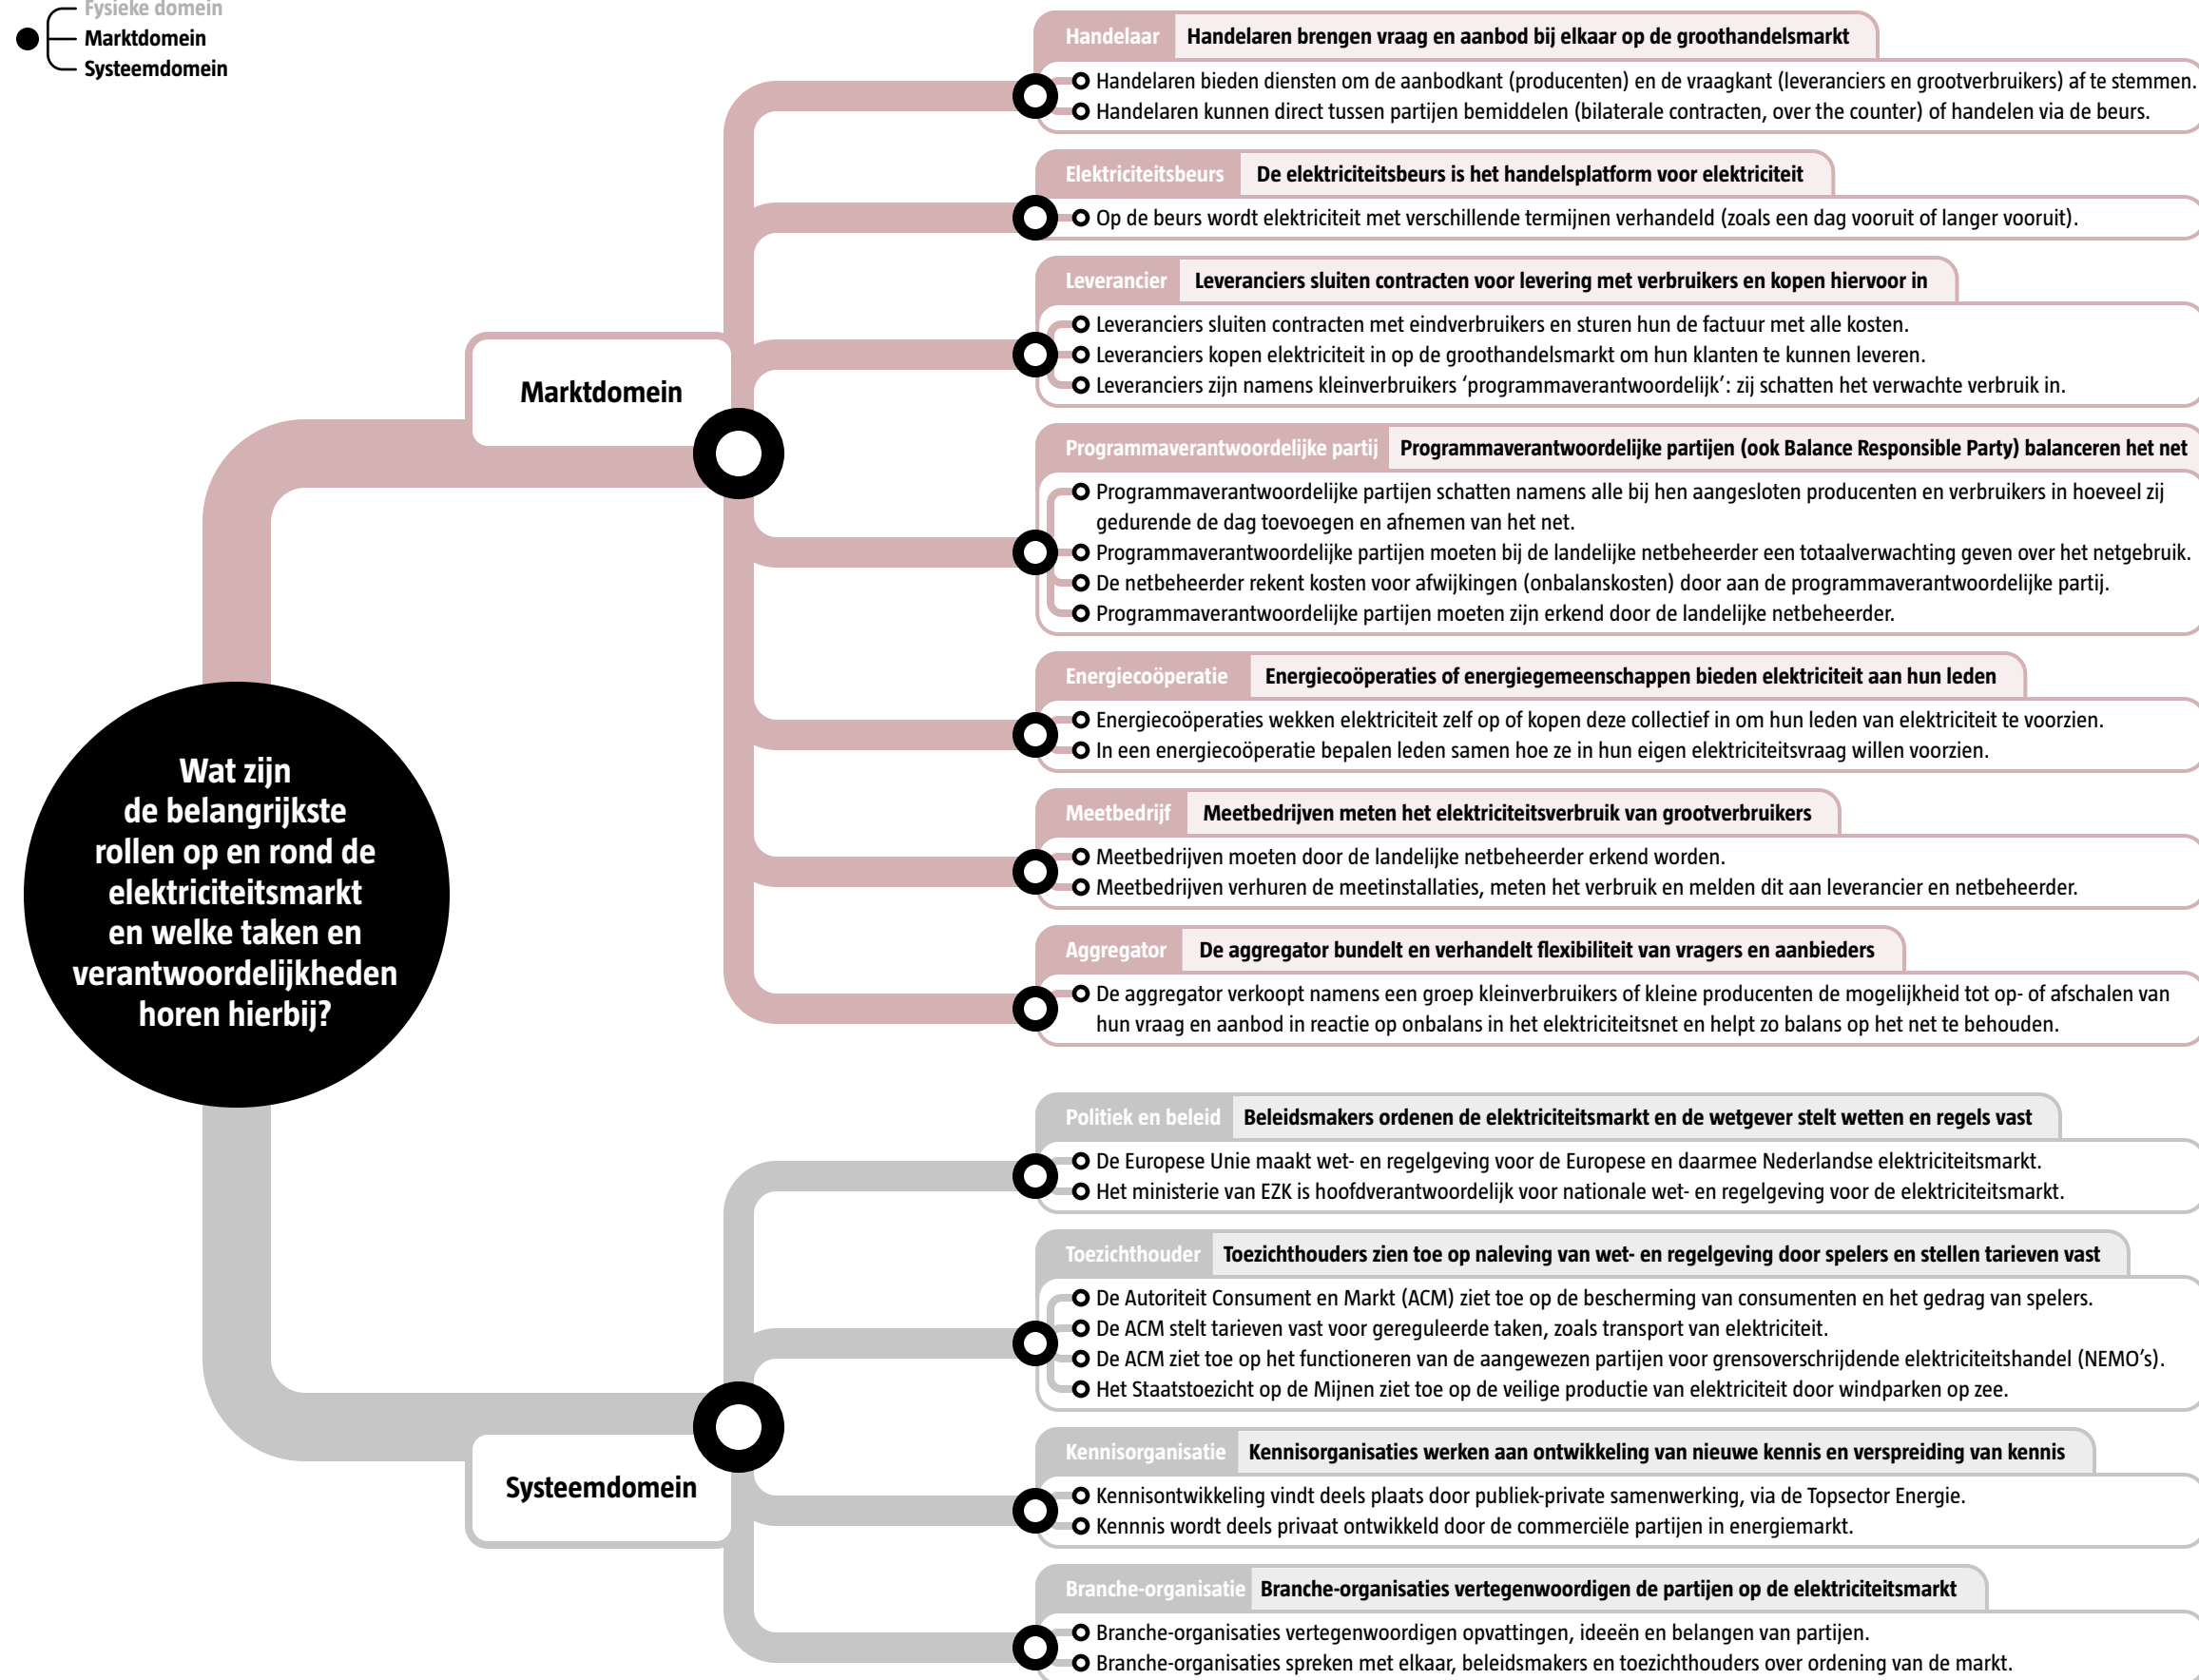 Fysieke domein
Marktdomein
Systeemdomein
Wat zijn
de belangrijkste
rollen op en rond de
elektriciteitsmarkt
en welke taken en
verantwoordelijkheden
horen hierbij?
Marktdomein
Handelaar Handelaren brengen vraag en aanbod bij elkaar op de groothandelsmarkt
Handelaren bieden diensten om de aanbodkant (producenten) en de vraagkant (leveranciers en grootverbruikers) af te stemmen.
Handelaren kunnen direct tussen partijen bemiddelen (bilaterale contracten, over the counter) of handelen via de beurs.
Elektriciteitsbeurs De elektriciteitsbeurs is het handelsplatform voor elektriciteit
Op de beurs wordt elektriciteit met verschillende termijnen verhandeld (zoals een dag vooruit of langer vooruit).
Leverancier Leveranciers sluiten contracten voor levering met verbruikers en kopen hiervoor in
Leveranciers sluiten contracten met eindverbruikers en sturen hun de factuur met alle kosten.
Leveranciers kopen elektriciteit in op de groothandelsmarkt om hun klanten te kunnen leveren.
Leveranciers zijn namens kleinverbruikers ‘programmaverantwoordelijk’: zij schatten het verwachte verbruik in.
Programmaverantwoordelijke partij Programmaverantwoordelijke partijen (ook Balance Responsible Party) balanceren het net
Programmaverantwoordelijke partijen schatten namens alle bij hen aangesloten producenten en verbruikers in hoeveel zij
gedurende de dag toevoegen en afnemen van het net.
Programmaverantwoordelijke partijen moeten bij de landelijke netbeheerder een totaalverwachting geven over het netgebruik.
De netbeheerder rekent kosten voor afwijkingen (onbalanskosten) door aan de programmaverantwoordelijke partij.
Programmaverantwoordelijke partijen moeten zijn erkend door de landelijke netbeheerder.
Energiecoöperatie Energiecoöperaties of energiegemeenschappen bieden elektriciteit aan hun leden
Energiecoöperaties wekken elektriciteit zelf op of kopen deze collectief in om hun leden van elektriciteit te voorzien.
In een energiecoöperatie bepalen leden samen hoe ze in hun eigen elektriciteitsvraag willen voorzien.
Meetbedrijf Meetbedrijven meten het elektriciteitsverbruik van grootverbruikers
Meetbedrijven moeten door de landelijke netbeheerder erkend worden.
Meetbedrijven verhuren de meetinstallaties, meten het verbruik en melden dit aan leverancier en netbeheerder.
Aggregator De aggregator bundelt en verhandelt flexibiliteit van vragers en aanbieders
De aggregator verkoopt namens een groep kleinverbruikers of kleine producenten de mogelijkheid tot op- of afschalen van
hun vraag en aanbod in reactie op onbalans in het elektriciteitsnet en helpt zo balans op het net te behouden.
Systeemdomein
Politiek en beleid Beleidsmakers ordenen de elektriciteitsmarkt en de wetgever stelt wetten en regels vast
De Europese Unie maakt wet- en regelgeving voor de Europese en daarmee Nederlandse elektriciteitsmarkt.
Het ministerie van EZK is hoofdverantwoordelijk voor nationale wet- en regelgeving voor de elektriciteitsmarkt.
Toezichthouder Toezichthouders zien toe op naleving van wet- en regelgeving door spelers en stellen tarieven vast
De Autoriteit Consument en Markt (ACM) ziet toe op de bescherming van consumenten en het gedrag van spelers.
De ACM stelt tarieven vast voor gereguleerde taken, zoals transport van elektriciteit.
De ACM ziet toe op het functioneren van de aangewezen partijen voor grensoverschrijdende elektriciteitshandel (NEMO’s).
Het Staatstoezicht op de Mijnen ziet toe op de veilige productie van elektriciteit door windparken op zee.
Kennisorganisatie Kennisorganisaties werken aan ontwikkeling van nieuwe kennis en verspreiding van kennis
Kennisontwikkeling vindt deels plaats door publiek-private samenwerking, via de Topsector Energie.
Kennnis wordt deels privaat ontwikkeld door de commerciële partijen in energiemarkt.
Branche-organisatie Branche-organisaties vertegenwoordigen de partijen op de elektriciteitsmarkt
Branche-organisaties vertegenwoordigen opvattingen, ideeën en belangen van partijen.
Branche-organisaties spreken met elkaar, beleidsmakers en toezichthouders over ordening van de markt.